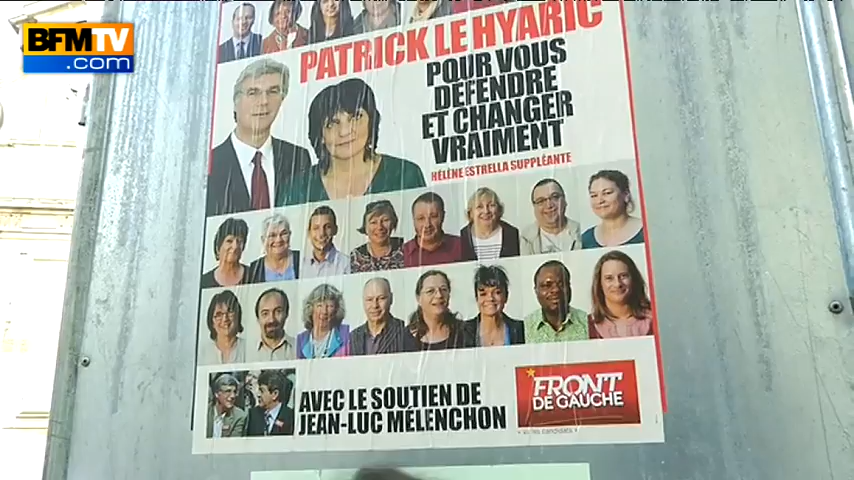 BFMTV
.com
PATRICK LE HYARIC
POUR VOUS
DÉFENDRE
ET CHANGER
VRAIMENT
HÉLÈNE ESTRELLA SUPPLÉANTE
AVEC LE SOUTIEN DE
JEAN-LUC MÉLENCHON
FRONT
DE GAUCHE